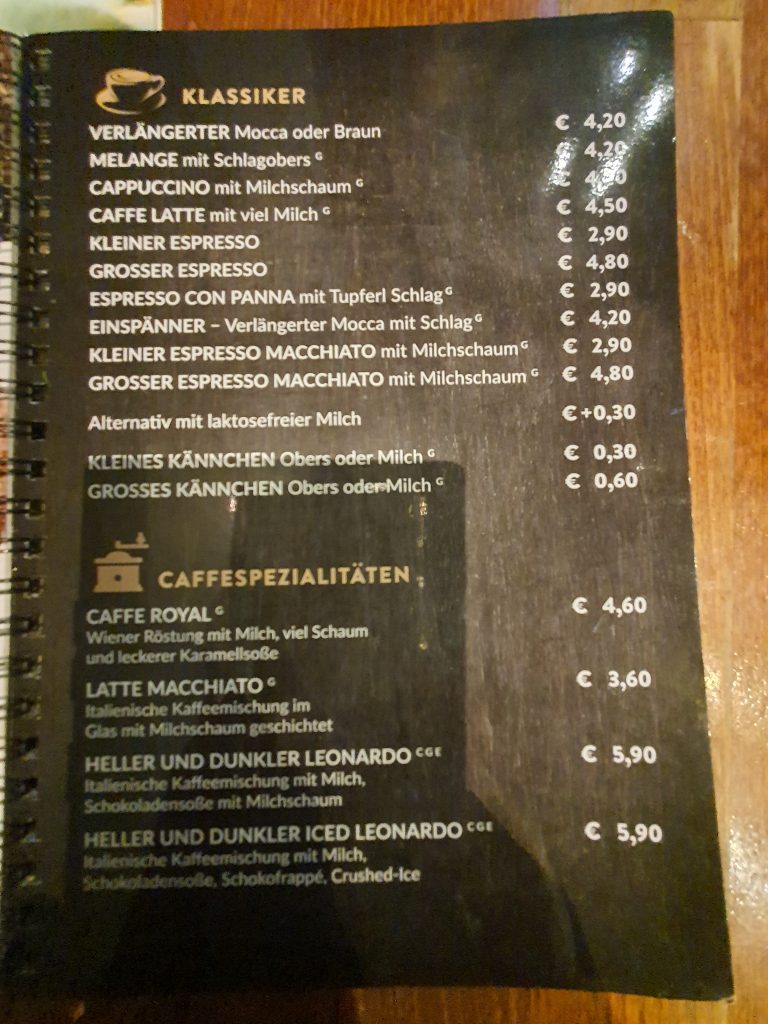 KLASSIKER
VERLÄNGERTER Mocca oder Braun € 4,20
MELANGE mit Schlagobers G € 4,20
CAPPUCCINO mit Milchschaum G €
CAFFE LATTE mit viel Milch G € 4,50
KLEINER ESPRESSO € 2,90
GROSSER ESPRESSO € 4,80
ESPRESSO CON PANNA mit Tupferl Schlag G € 2,90
EINSPÄNNER – Verlängerter Mocca mit Schlag G € 4,20
KLEINER ESPRESSO MACCHIATO mit Milchschaum G € 2,90
GROSSER ESPRESSO MACCHIATO mit Milchschaum G € 4,80
Alternativ mit laktosefreier Milch €+0,30
KLEINES KÄNNCHEN Obers oder Milch G € 0,30
GROSSES KÄNNCHEN Obers oder Milch G € 0,60
CAFFESPEZIALITÄTEN
CAFFE ROYAL G € 4,60
Wiener Röstung mit Milch, viel Schaum
und leckerer Karamellsoße
LATTE MACCHIATO G € 3,60
Italienische Kaffeemischung im
Glas mit Milchschaum geschichtet
HELLER UND DUNKLER LEONARDO C G E € 5,90
Italienische Kaffeemischung mit Milch,
Schokoladensoße mit Milchschaum
HELLER UND DUNKLER ICED LEONARDO C G E € 5,90
Italienische Kaffeemischung mit Milch,
Schokoladensoße, Schokofrappé, Crushed-Ice